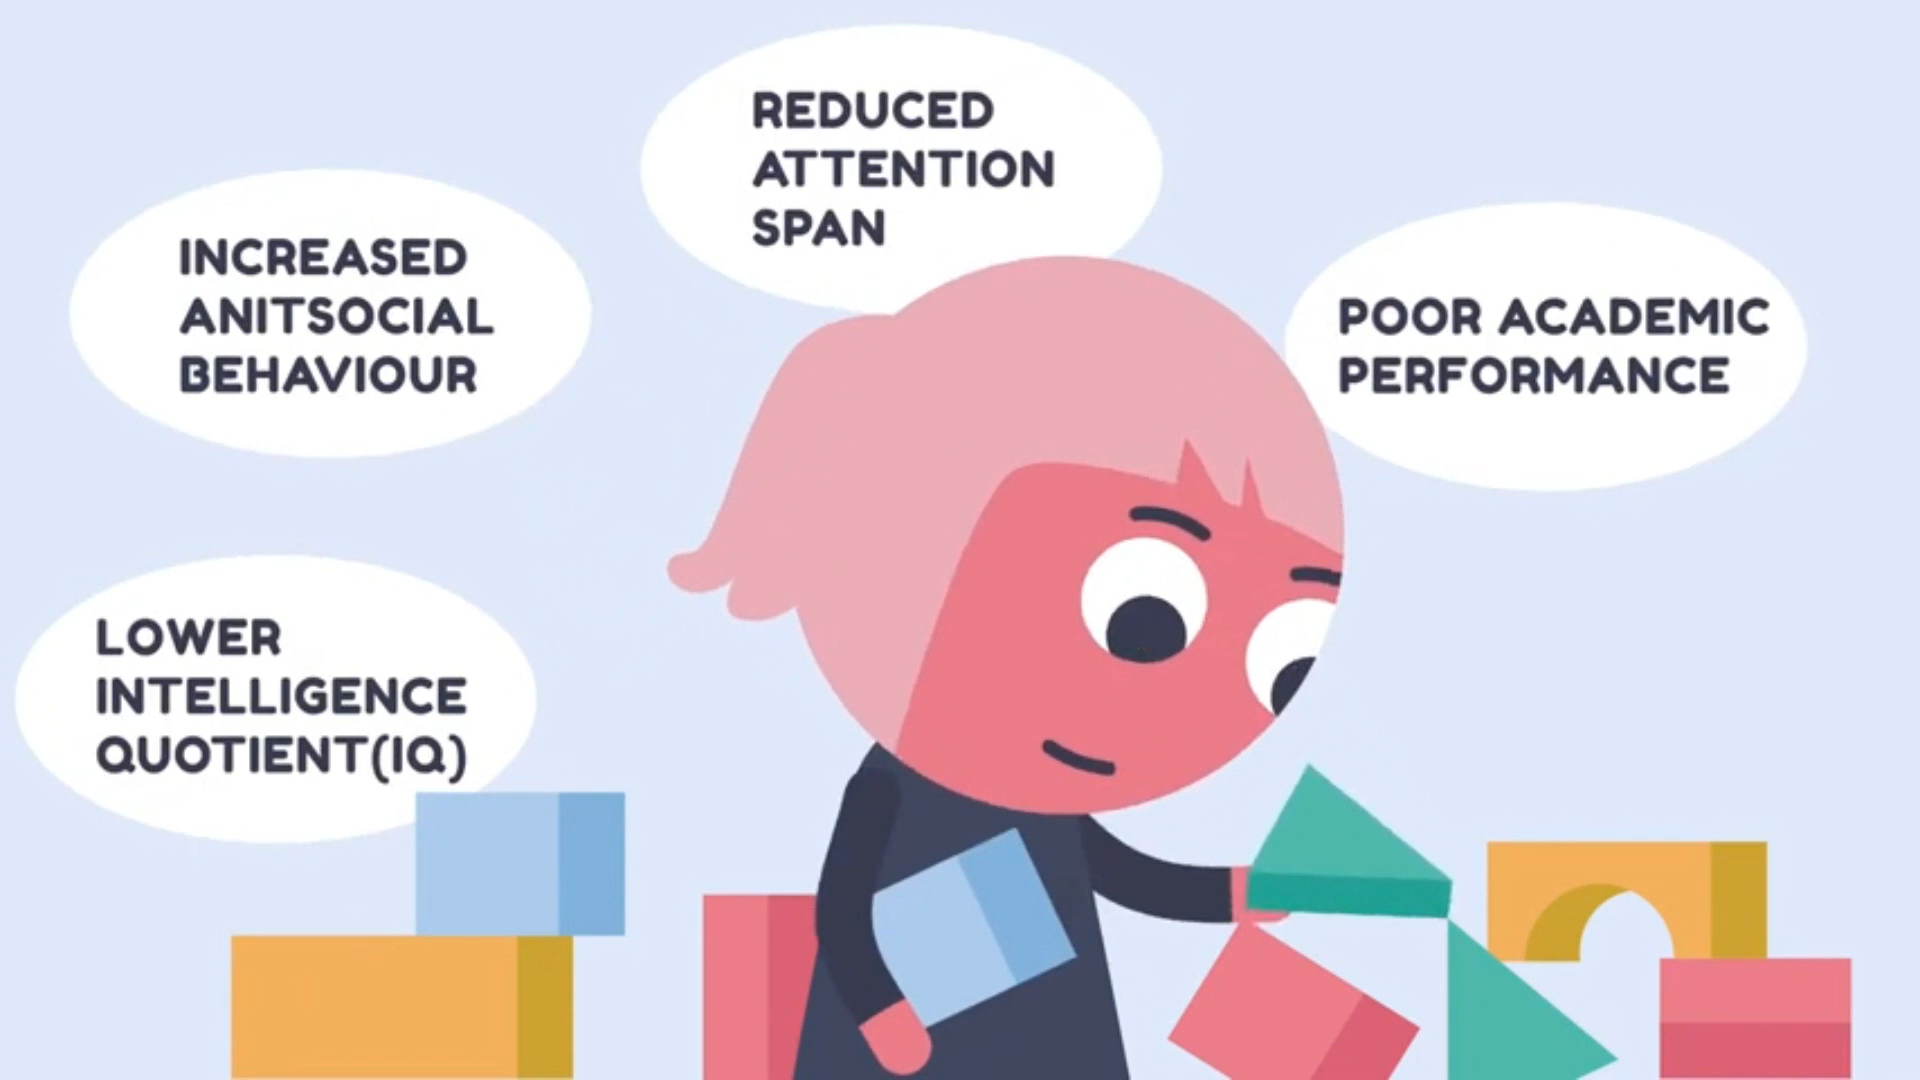 REDUCED
ATTENTION
SPAN
INCREASED
ANITSOCIAL
BEHAVIOUR
POOR ACADEMIC
PERFORMANCE
LOWER
INTELLIGENCE
QUOTIENT(IQ)